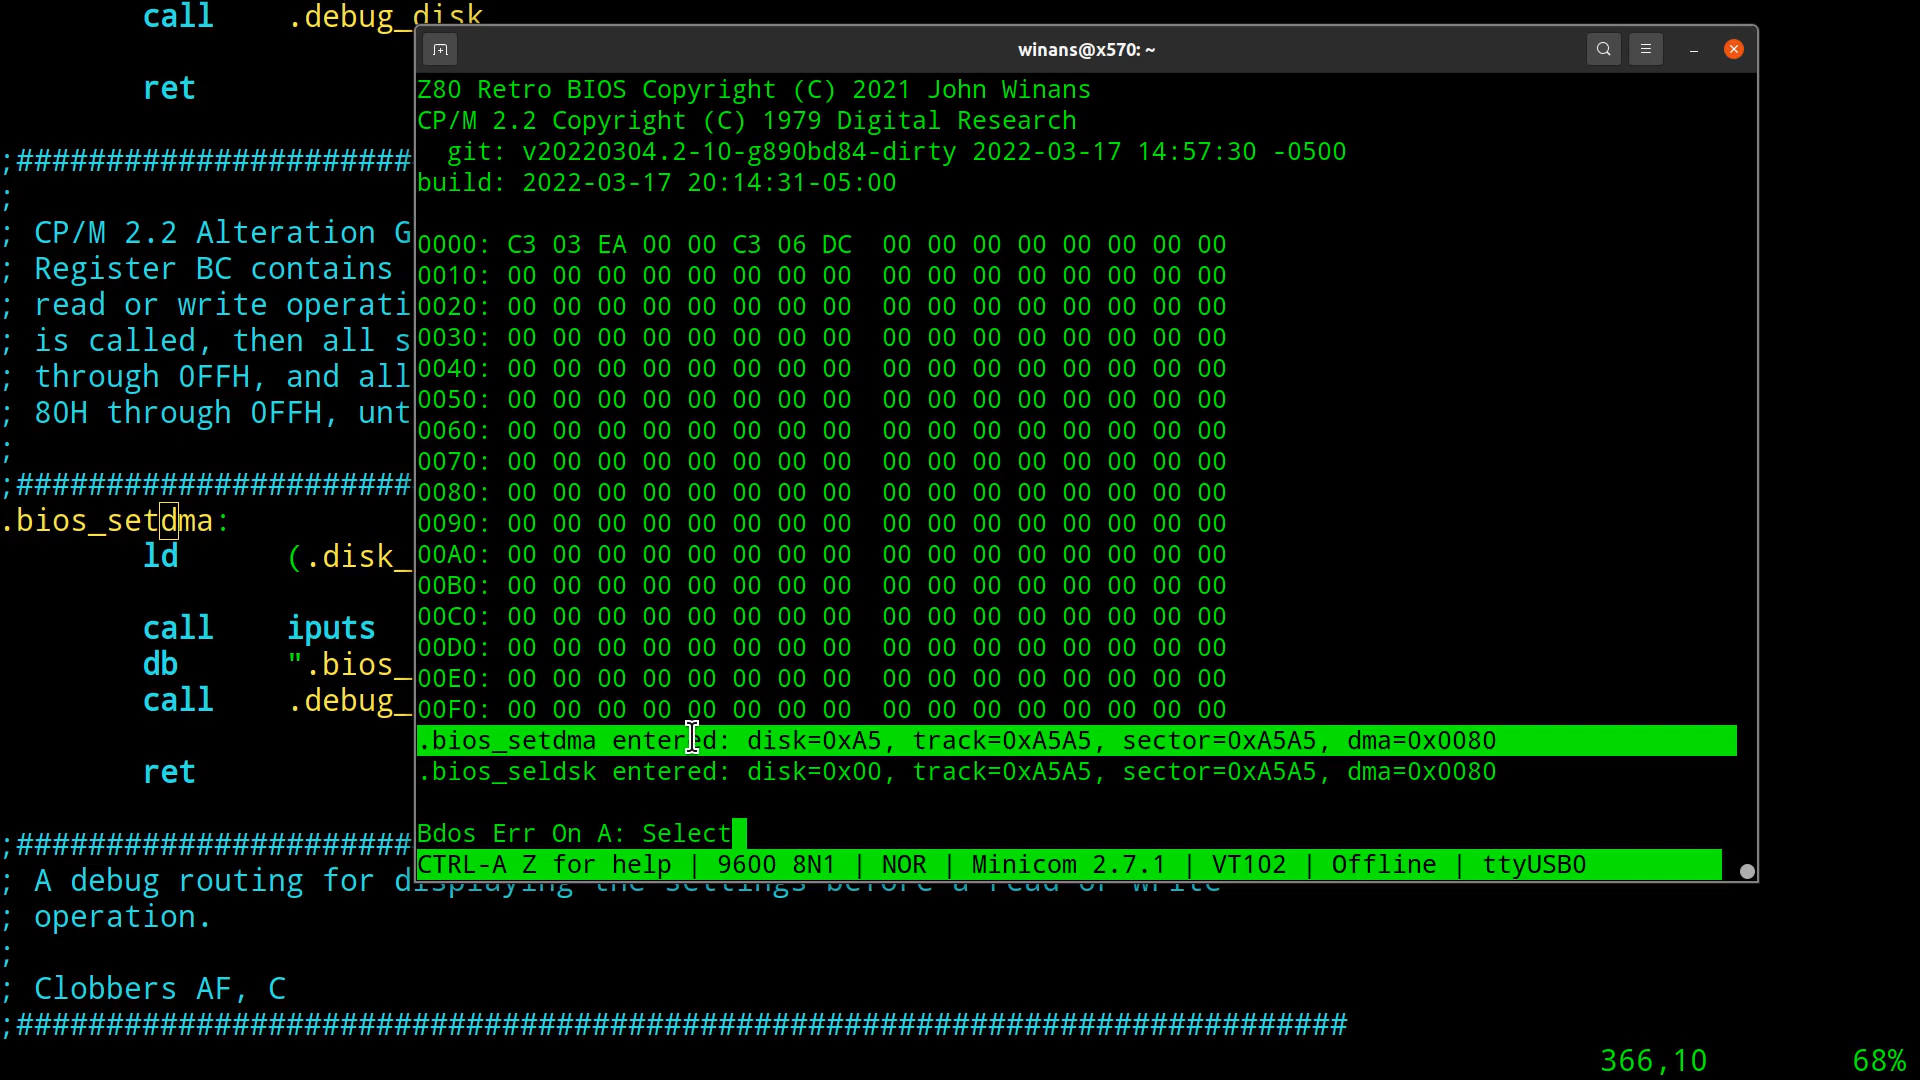 call .debug_disk
ret
;######################
;
; CP/M 2.2 Alteration G
; Register BC contains
; read or write operati
; is called, then all s
; through 0FFH, and all
; 80H through 0FFH, unt
;
;######################
.bios_setdma:
ld (.disk_
call iputs
db ".bios_
call .debug_
ret
;######################
; A debug routing for displaying the settings before a read or write
; operation.
;
; Clobbers AF, C
;##########################################################################
366,10 68%
winans@x570: ~
Z80 Retro BIOS Copyright (C) 2021 John Winans
CP/M 2.2 Copyright (C) 1979 Digital Research
git: v20220304.2-10-g890bd84-dirty 2022-03-17 14:57:30 -0500
build: 2022-03-17 20:14:31-05:00
0000: C3 03 EA 00 00 C3 06 DC 00 00 00 00 00 00 00 00
0010: 00 00 00 00 00 00 00 00 00 00 00 00 00 00 00 00
0020: 00 00 00 00 00 00 00 00 00 00 00 00 00 00 00 00
0030: 00 00 00 00 00 00 00 00 00 00 00 00 00 00 00 00
0040: 00 00 00 00 00 00 00 00 00 00 00 00 00 00 00 00
0050: 00 00 00 00 00 00 00 00 00 00 00 00 00 00 00 00
0060: 00 00 00 00 00 00 00 00 00 00 00 00 00 00 00 00
0070: 00 00 00 00 00 00 00 00 00 00 00 00 00 00 00 00
0080: 00 00 00 00 00 00 00 00 00 00 00 00 00 00 00 00
0090: 00 00 00 00 00 00 00 00 00 00 00 00 00 00 00 00
00A0: 00 00 00 00 00 00 00 00 00 00 00 00 00 00 00 00
00B0: 00 00 00 00 00 00 00 00 00 00 00 00 00 00 00 00
00C0: 00 00 00 00 00 00 00 00 00 00 00 00 00 00 00 00
00D0: 00 00 00 00 00 00 00 00 00 00 00 00 00 00 00 00
00E0: 00 00 00 00 00 00 00 00 00 00 00 00 00 00 00 00
00F0: 00 00 00 00 00 00 00 00 00 00 00 00 00 00 00 00
.bios_setdma entered: disk=0xA5, track=0xA5A5, sector=0xA5A5, dma=0x0080
.bios_seldsk entered: disk=0x00, track=0xA5A5, sector=0xA5A5, dma=0x0080
Bdos Err On A: Select
CTRL-A Z for help | 9600 8N1 | NOR | Minicom 2.7.1 | VT102 | Offline | ttyUSB0